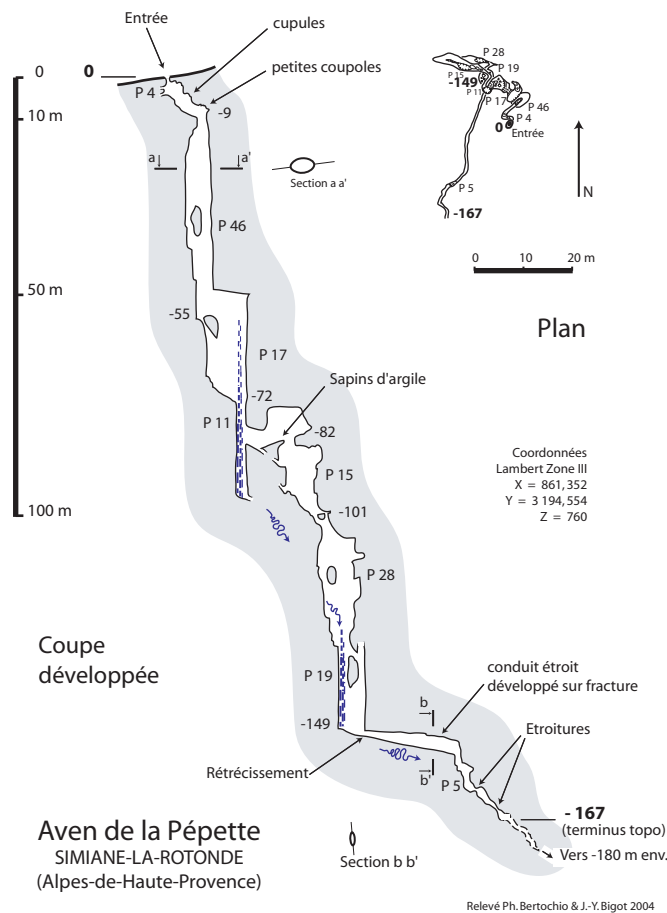 Entrée
cupules
petites coupoles
0
0
P 4
-9
10 m
a
a'
Section a a'
P 46
50 m
-55
P 17
-72
Sapins d'argile
P 11
-82
P 15
-101
100 m
P 28
P 19
-149
Rétrécissement
b
b'
conduit étroit
développé sur fracture
Etroitures
P 5
- 167
(terminus topo)
Vers -180 m env.
Section b b'
P 28
P 19
P 15
-149
P 11
P 17
P 46
P 4
0
Entrée
P 5
-167
N
0
10
20 m
Plan
Coordonnées
Lambert Zone III
X = 861,352
Y = 3 194,554
Z = 760
Coupe
développée
Aven de la Pépette
SIMIANE-LA-ROTONDE
(Alpes-de-Haute-Provence)
Relevé Ph. Bertochio & J.-Y. Bigot 2004